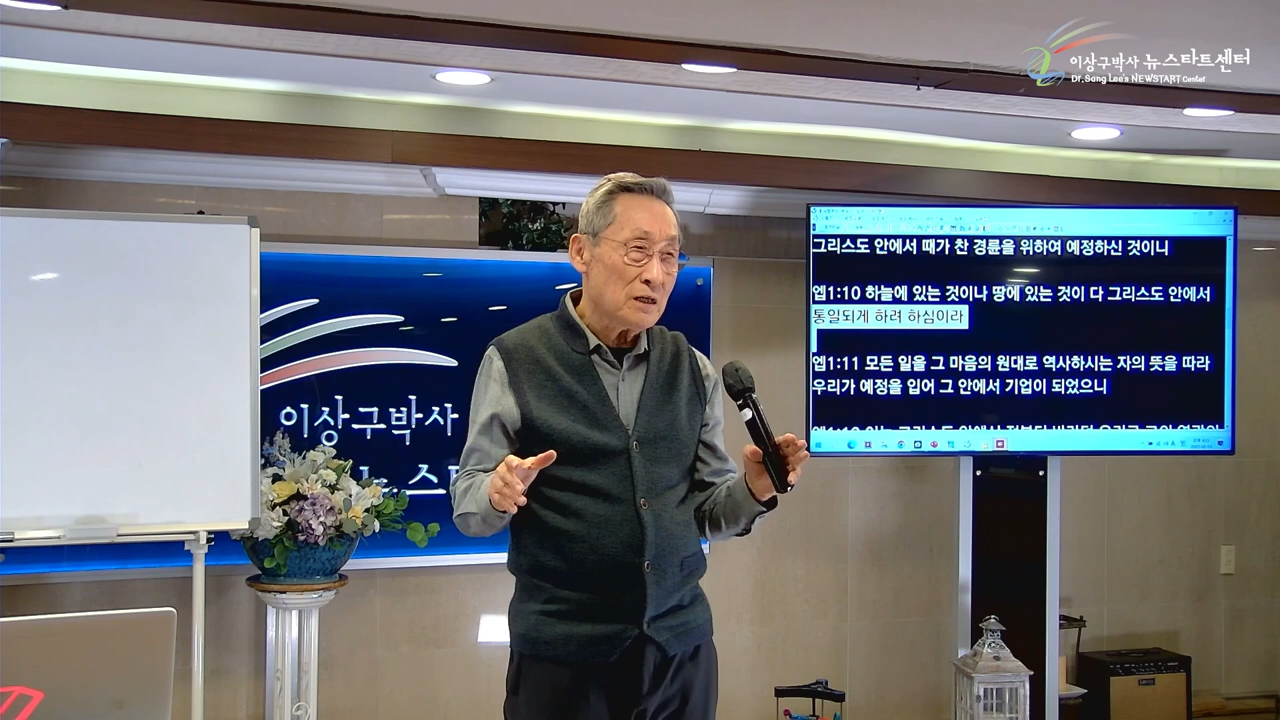 이상구박사 뉴스타트센터
Dr. Sang Lee's NEWSTART Center
그리스도 안에서 때가 찬 경륜을 위하여 예정하신 것이니
엡1:10 하늘에 있는 것이나 땅에 있는 것이 다 그리스도 안에서
통일되게 하려 하심이라
엡1:11 모든 일을 그 마음의 원대로 역사하시는 자의 뜻을 따라
우리가 예정을 입어 그 안에서 기업이 되었으니
이상구박사